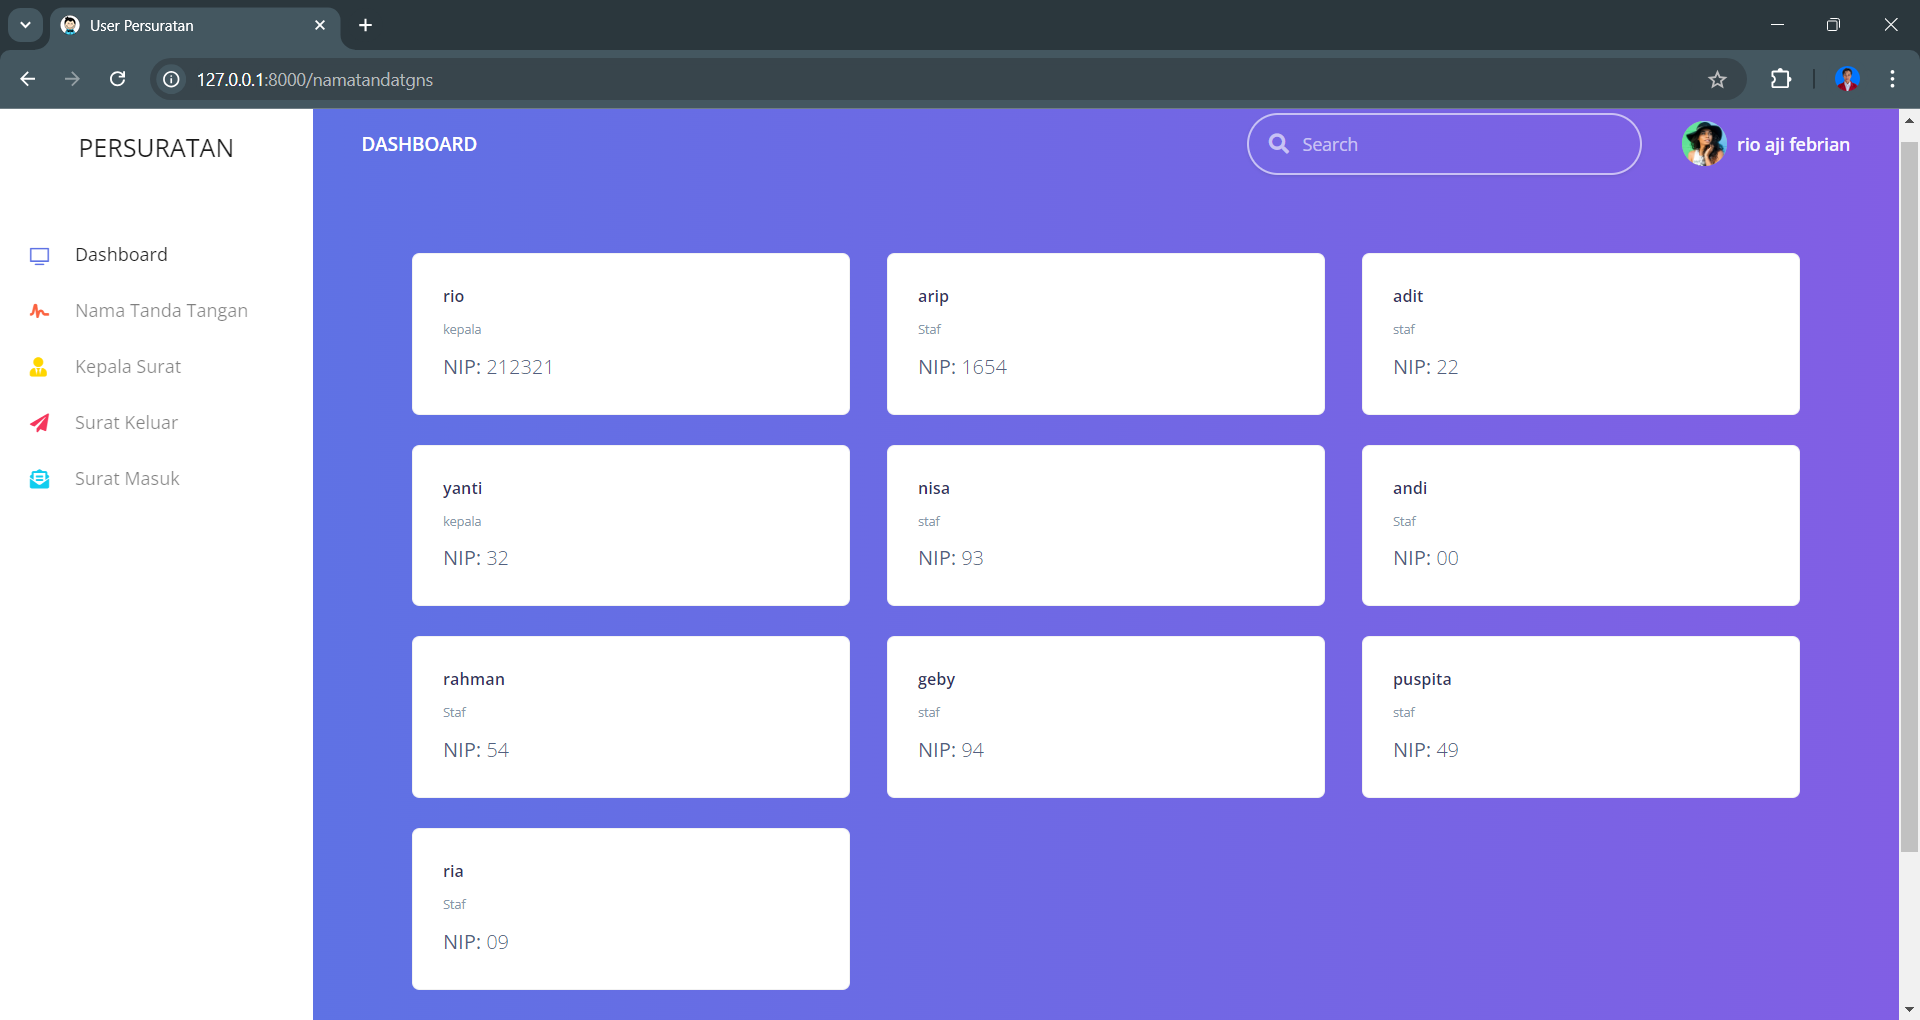 User Persuratan
127.0.0.1:8000/namatandatgns
PERSURATAN
Dashboard
Nama Tanda Tangan
Kepala Surat
Surat Keluar
Surat Masuk
DASHBOARD
Search
rio aji febrian
rio
kepala
NIP: 212321
arip
Staf
NIP: 1654
adit
staf
NIP: 22
yanti
kepala
NIP: 32
nisa
staf
NIP: 93
andi
Staf
NIP: 00
rahman
Staf
NIP: 54
geby
staf
NIP: 94
puspita
staf
NIP: 49
ria
Staf
NIP: 09